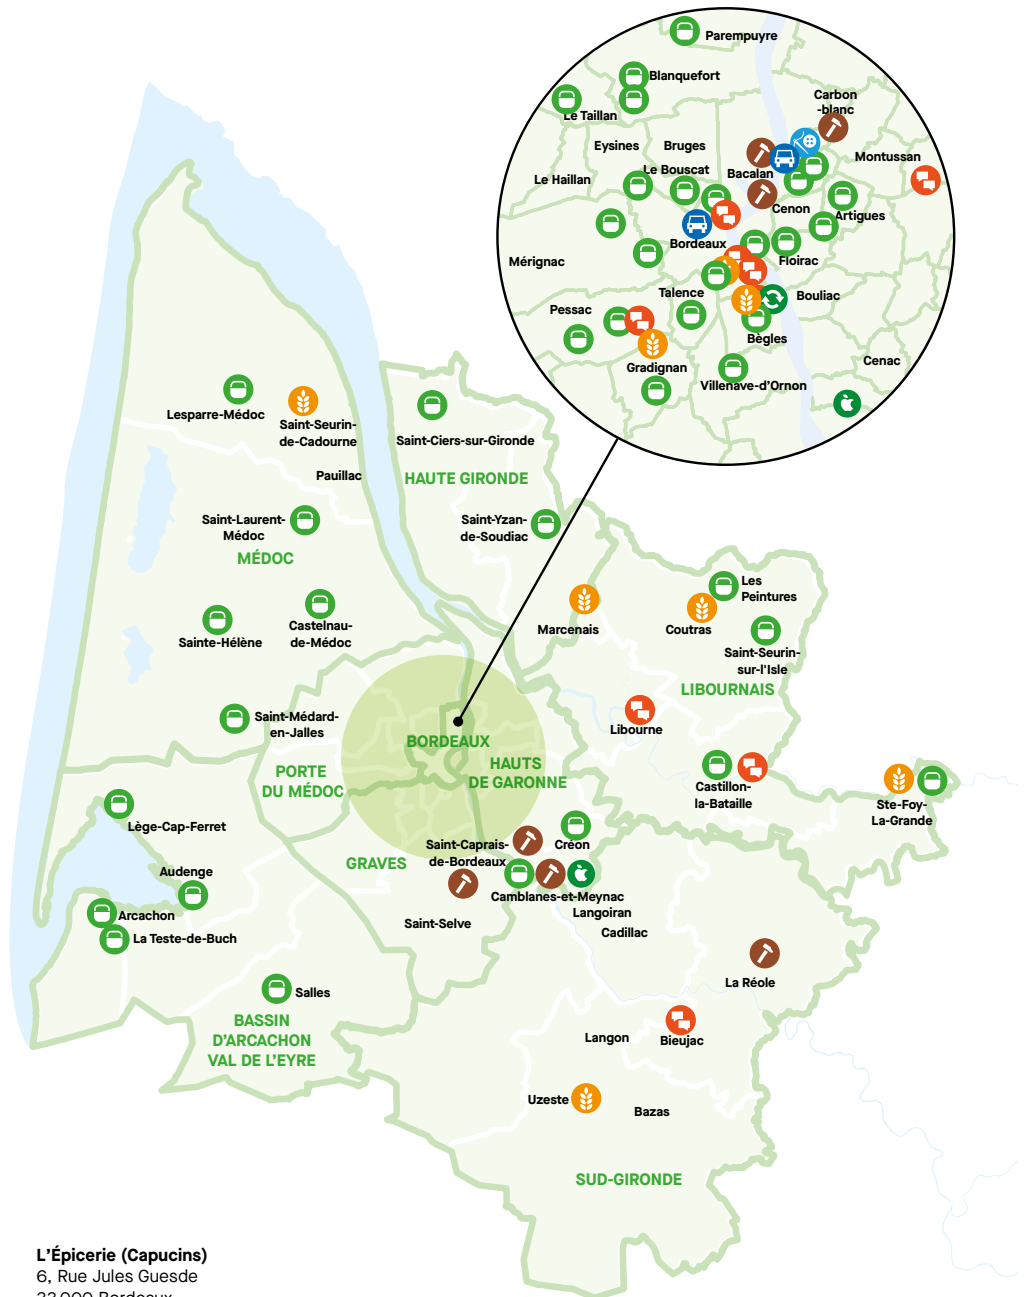 Parempuyre
Blanquefort
Le Taillan
Carbon
-blanc
Eysines
Bruges
Montussan
Le Bouscat
Bacalan
Le Haillan
Cenon
Artigues
Bordeaux
Mérignac
Floirac
Talence
Bouliac
Pessac
Bègles
Gradignan
Cenac
Villenave-d'Ornon
Lesparre-Médoc
Saint-Seurin-
de-Cadourne
Saint-Ciers-sur-Gironde
Pauillac
HAUTE GIRONDE
Saint-Laurent-
Médoc
Saint-Yzan-
de-Soudiac
MÉDOC
Les
Peintures
Marcenais
Coutras
Sainte-Hélène
Castelnau-
de-Médoc
Saint-Seurin-
sur-l'Isle
LIBOURNAIS
Saint-Médard-
en-Jalles
Libourne
BORDEAUX
HAUTS
DE GARONNE
PORTE
DU MÉDOC
Castillon-
la-Bataille
Ste-Foy-
La-Grande
Lège-Cap-Ferret
Saint-Caprais-
de-Bordeaux
Créon
GRAVES
Audenge
Camblanes-et-Meynac
Langoiran
Arcachon
Saint-Selve
Cadillac
La Teste-de-Buch
La Réole
Salles
BASSIN
D'ARCACHON
VAL DE L'EYRE
Langon
Bieujac
Uzeste
Bazas
SUD-GIRONDE
L'Épicerie (Capucins)
6, Rue Jules Guesde
33000 Bordeaux